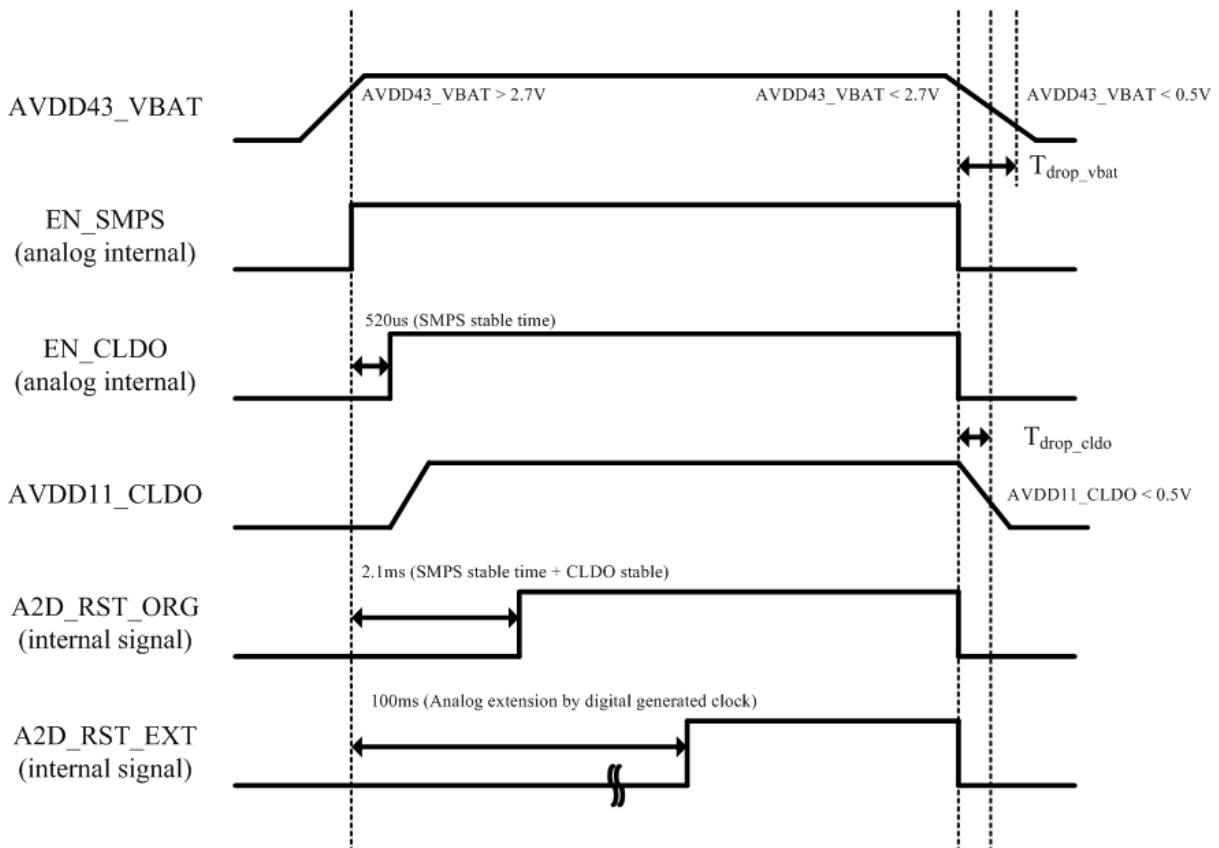 AVDD43_VBAT
AVDD43_VBAT > 2.7V
AVDD43_VBAT < 2.7V
AVDD43_VBAT < 0.5V
Tdrop_vbat
EN_SMPS
(analog internal)
520us (SMPS stable time)
EN_CLDO
(analog internal)
Tdrop_cldo
AVDD11_CLDO
AVDD11_CLDO < 0.5V
2.1ms (SMPS stable time + CLDO stable)
A2D_RST_ORG
(internal signal)
100ms (Analog extension by digital generated clock)
A2D_RST_EXT
(internal signal)